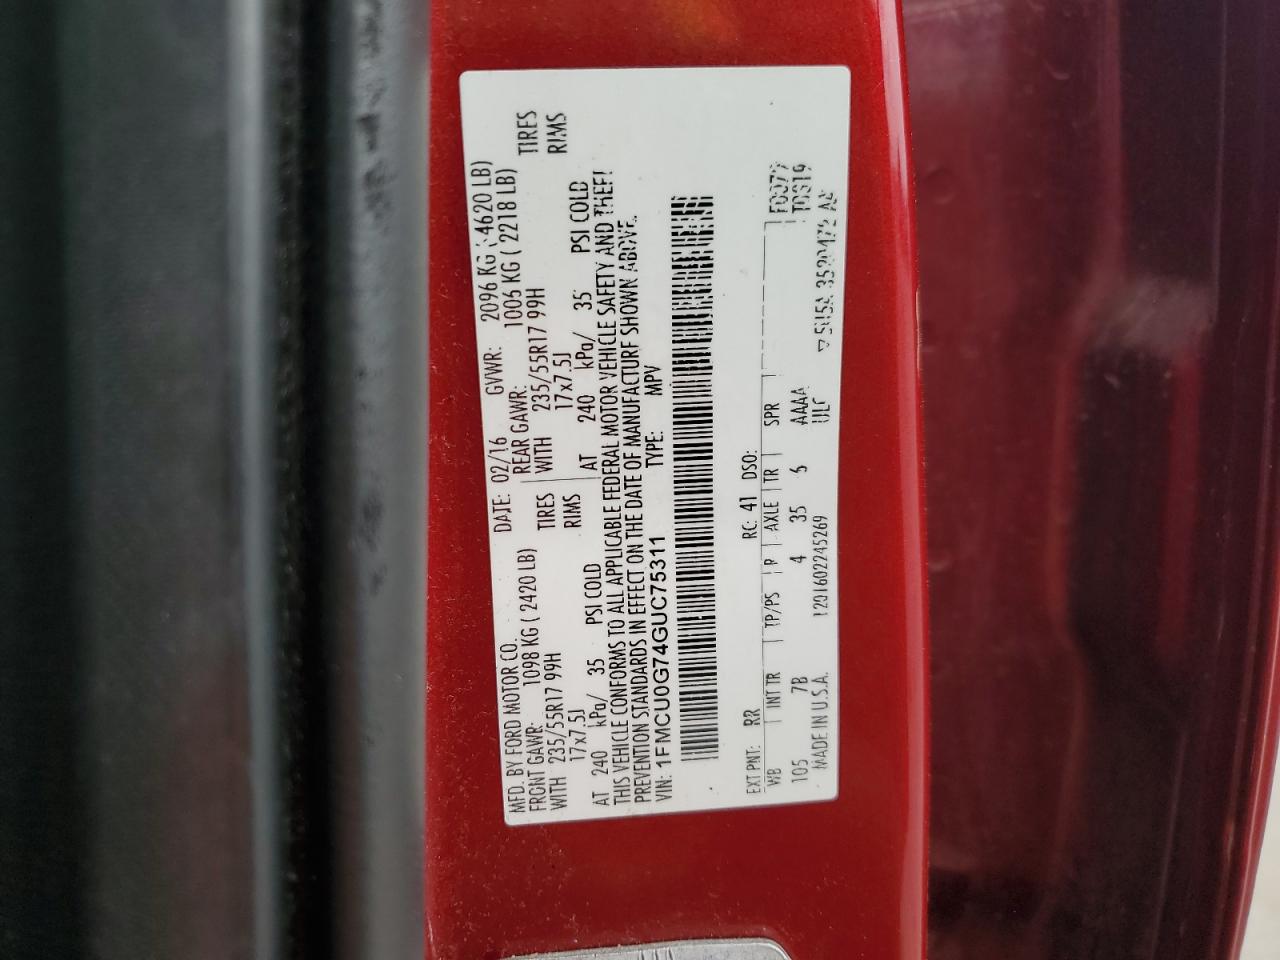 MFD. BY FORD MOTOR CO. DATE: 02/16 GVWR: 2096 KG ( 4620 LB)
FRONT GAWR: 1098 KG ( 2420 LB) REAR GAWR: 1006 KG ( 2218 LB)
WITH 235/55R17 99H TIRES WITH 235/55R17 99H TIRES
17x7.5J RIMS 17x7.5J RIMS
AT 240 kPa/ 35 PSI COLD AT 240 kPa/ 35 PSI COLD
THIS VEHICLE CONFORMS TO ALL APPLICABLE FEDERAL MOTOR VEHICLE SAFETY AND THEFT
PREVENTION STANDARDS IN EFFECT ON THE DATE OF MANUFACTURE SHOWN ABOVE.
VIN: 1FMCU0G74GUC75311 TYPE: MPV
EXT PNT: RR RC: 41 DSO:
WB INT TR TP/PS R AXLE TR SPR
105 7B 4 35 5 AAAA
MADE IN U.S.A. 1201602245269 ULC